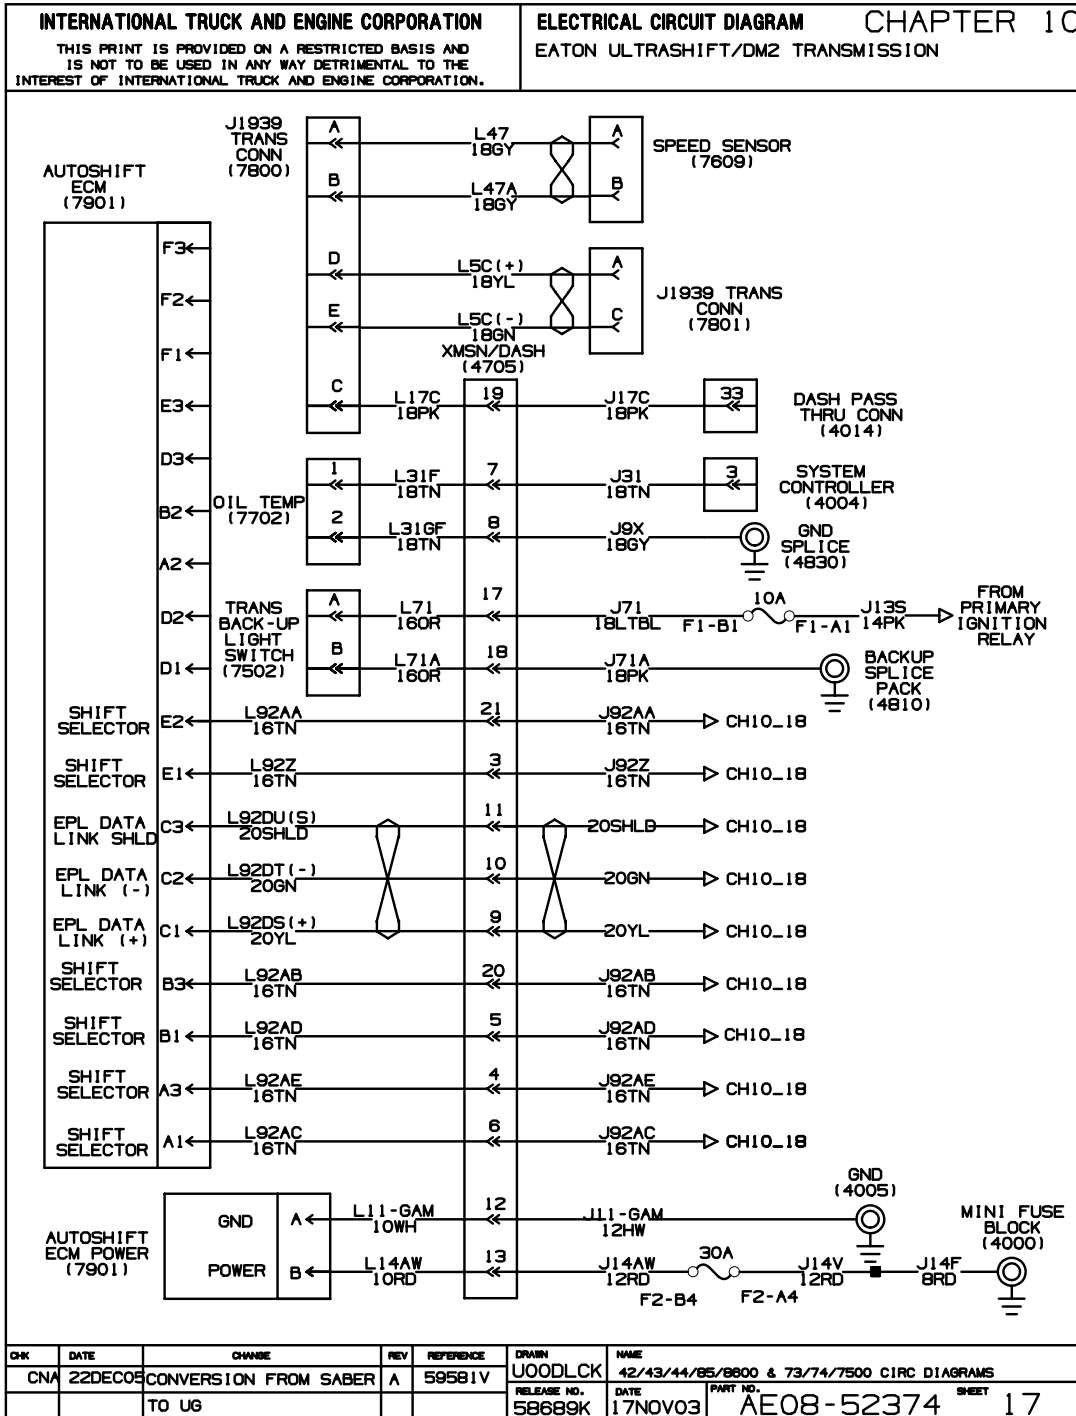 INTERNATIONAL TRUCK AND ENGINE CORPORATION
THIS PRINT IS PROVIDED ON A RESTRICTED BASIS AND
IS NOT TO BE USED IN ANY WAY DETRIMENTAL TO THE
INTEREST OF INTERNATIONAL TRUCK AND ENGINE CORPORATION.
ELECTRICAL CIRCUIT DIAGRAM
CHAPTER 10
EATON ULTRASHIFT/DM2 TRANSMISSION
J1939
TRANS
CONN
(7800)
A
L47
18GY
A
B
L47A
18GY
B
SPEED SENSOR
(7609)
AUTOSHIFT
ECM
(7901)
F3
F2
F1
E3
D3
B2
A2
D2
D1
D
L5C(+)
18YL
A
E
L5C(-)
18GN
C
J1939 TRANS
CONN
(7801)
XMSN/DASH
(4705)
C
L17C
18PK
19
J17C
18PK
33
DASH PASS
THRU CONN
(4014)
OIL TEMP
(7702)
1
L31F
18TN
7
J31
18TN
3
SYSTEM
CONTROLLER
(4004)
2
L31GF
18TN
8
J9X
18GY
GND
SPLICE
(4830)
TRANS
BACK-UP
LIGHT
SWITCH
(7502)
A
L71
16OR
17
J71
18LTBL
F1-B1
10A
F1-A1
J13S
14PK
FROM
PRIMARY
IGNITION
RELAY
B
L71A
16OR
18
J71A
18PK
BACKUP
SPLICE
PACK
(4810)
SHIFT
SELECTOR
E2
L92AA
16TN
21
J92AA
16TN
CH10_18
SHIFT
SELECTOR
E1
L92Z
16TN
3
J92Z
16TN
CH10_18
EPL DATA
LINK SHLD
C3
L92DU(S)
20SHLD
11
20SHLD
CH10_18
EPL DATA
LINK (-)
C2
L92DT(-)
20GN
10
20GN
CH10_18
EPL DATA
LINK (+)
C1
L92DS(+)
20YL
9
20YL
CH10_18
SHIFT
SELECTOR
B3
L92AB
16TN
20
J92AB
16TN
CH10_18
SHIFT
SELECTOR
B1
L92AD
16TN
5
J92AD
16TN
CH10_18
SHIFT
SELECTOR
A3
L92AE
16TN
4
J92AE
16TN
CH10_18
SHIFT
SELECTOR
A1
L92AC
16TN
6
J92AC
16TN
CH10_18
AUTOSHIFT
ECM POWER
(7901)
GND
A
L11-GAM
10WH
12
J11-GAM
12HW
GND
(4005)
POWER
B
L14AW
10RD
13
J14AW
12RD
F2-B4
30A
F2-A4
J14V
12RD
J14F
8RD
MINI FUSE
BLOCK
(4000)
CHK
DATE
CHANGE
REV
REFERENCE
CNA
22DEC05
CONVERSION FROM SABER
A
59581V
TO UG
DRAWN
UOODLCK
NAME
42/43/44/85/8600 & 73/74/7500 CIRC DIAGRAMS
RELEASE NO.
58689K
DATE
17NOV03
PART NO.
AE08-52374
SHEET
17